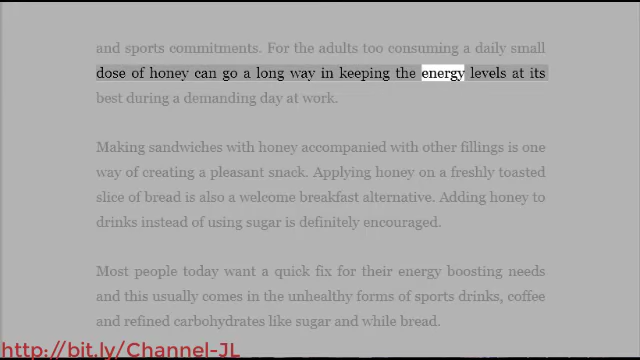 and sports commitments. For the adults too consuming a daily small
dose of honey can go a long way in keeping the energy levels at its
best during a demanding day at work.
Making sandwiches with honey accompanied with other fillings is one
way of creating a pleasant snack. Applying honey on a freshly toasted
slice of bread is also a welcome breakfast alternative. Adding honey to
drinks instead of using sugar is definitely encouraged.
Most people today want a quick fix for their energy boosting needs
and this usually comes in the unhealthy forms of sports drinks, coffee
and refined carbohydrates like sugar and while bread.
http://bit.ly/Channel-JL